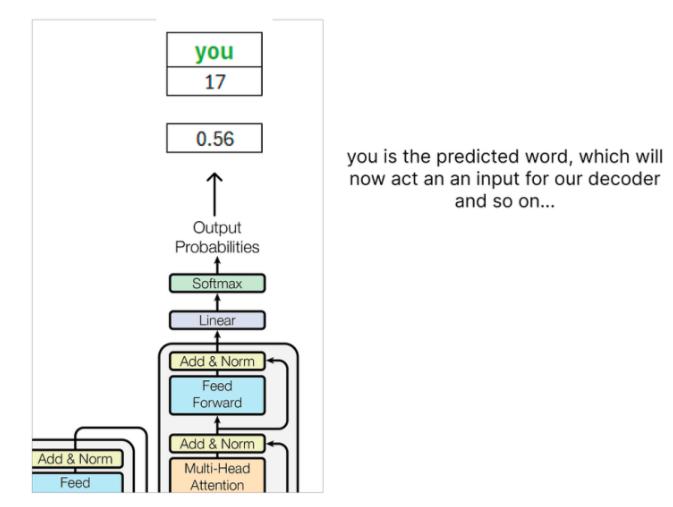 you
17
0.56
you is the predicted word, which will
now act an an input for our decoder
and so on...
Output
Probabilities
Softmax
Linear
Add & Norm
Feed
Forward
Add & Norm
Multi-Head
Attention
Add & Norm
Feed